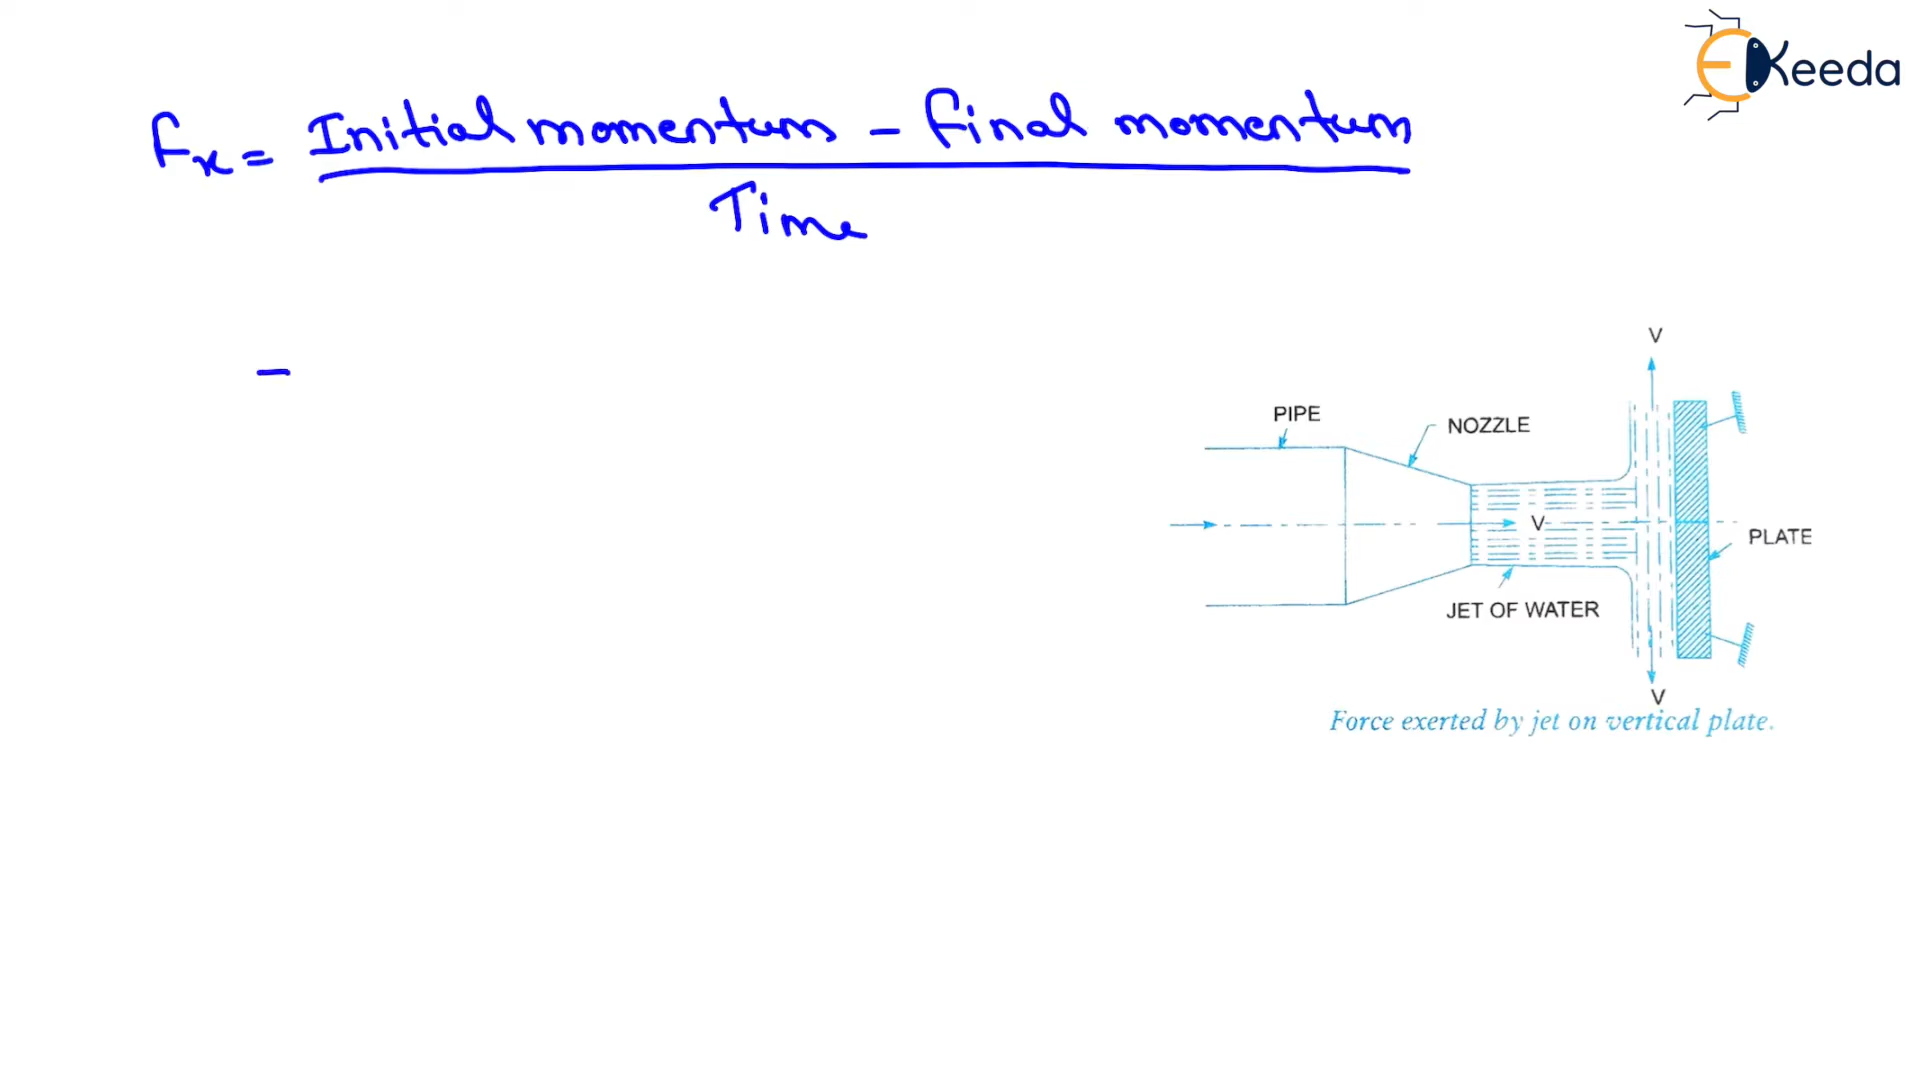 EKeeda
Fx = Initial momentum - Final momentum
Time
=
V
PIPE
NOZZLE
V
PLATE
JET OF WATER
V
Force exerted by jet on vertical plate.